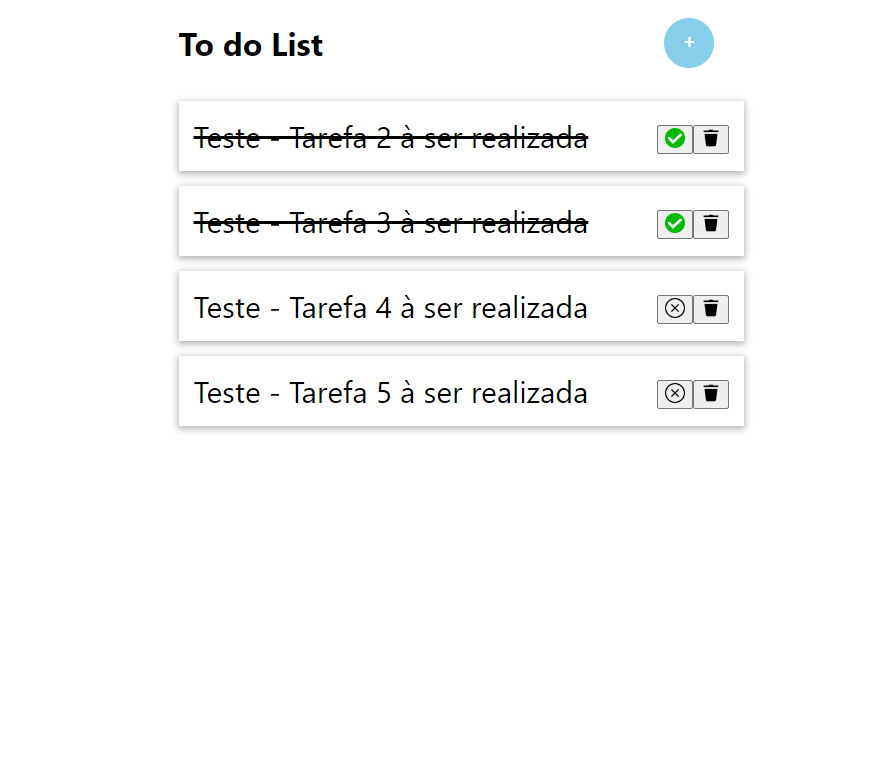 To do List
+
Teste - Tarefa 2 à ser realizada
Teste - Tarefa 3 à ser realizada
Teste - Tarefa 4 à ser realizada
Teste - Tarefa 5 à ser realizada